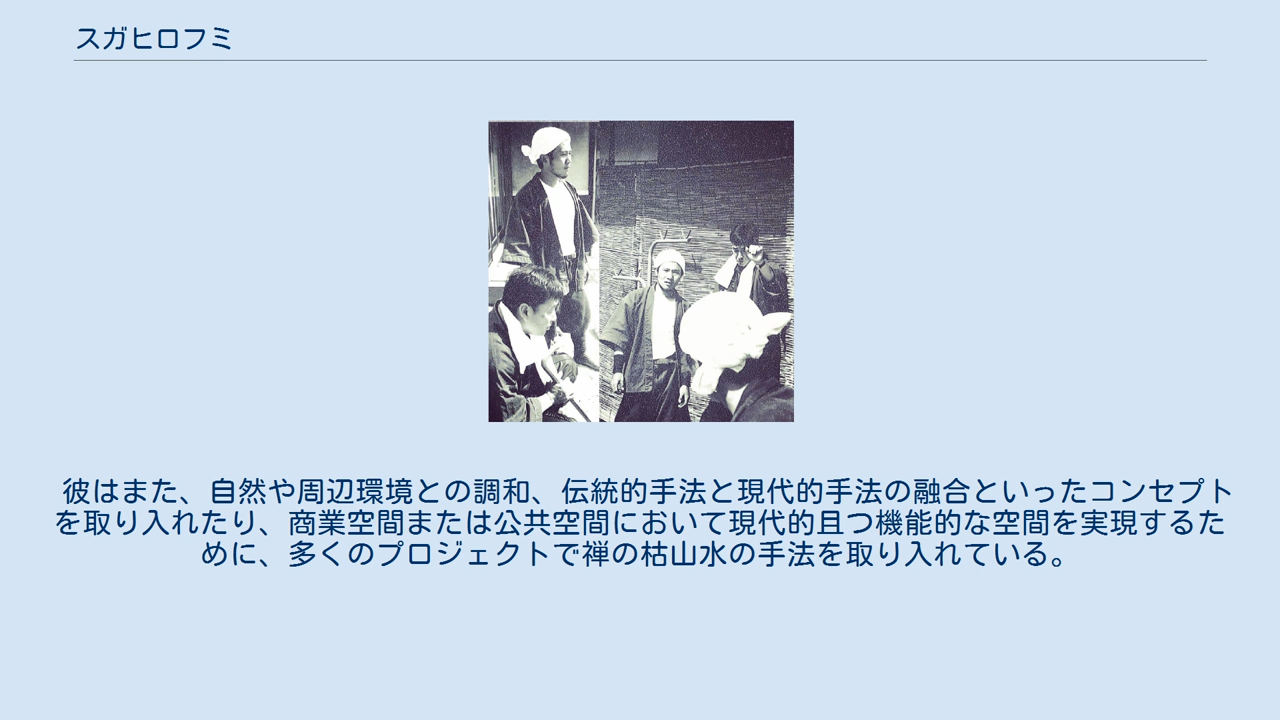 スガヒロフミ
彼はまた、自然や周辺環境との調和、伝統的手法と現代的手法の融合といったコンセプト
を取り入れたり、商業空間または公共空間において現代的且つ機能的な空間を実現するた
めに、多くのプロジェクトで禅の枯山水の手法を取り入れている。